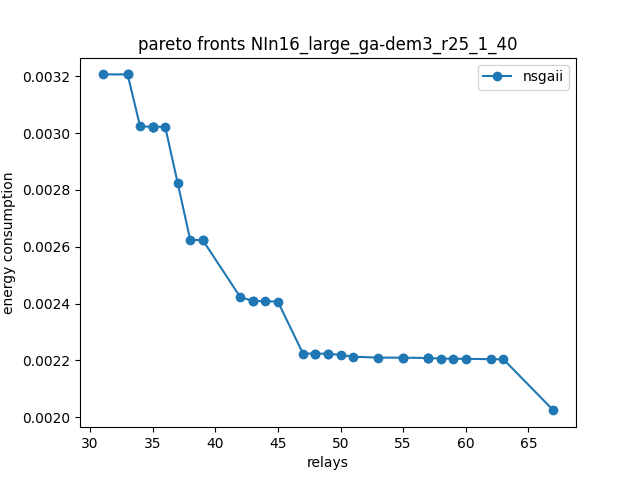 pareto fronts NIn16_large_ga-dem3_r25_1_40
nsgaii
energy consumption
0.0032
0.0030
0.0028
0.0026
0.0024
0.0022
0.0020
30 35 40 45 50 55 60 65
relays